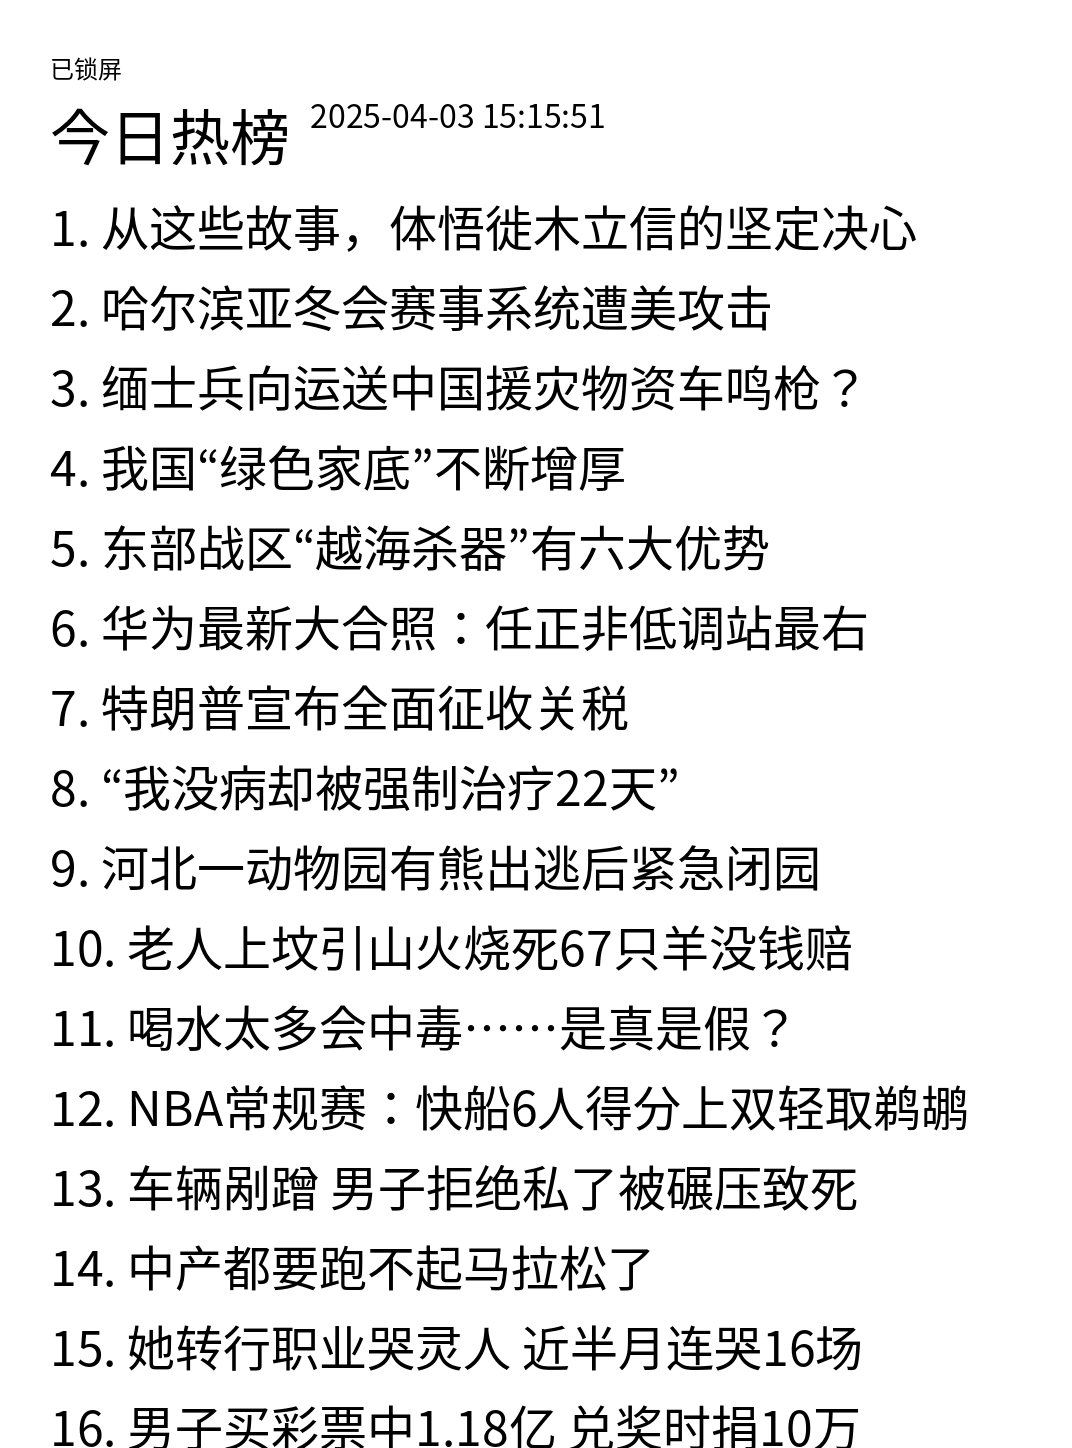 已锁屏
今日热榜 2025-04-03 15:15:51
1. 从这些故事，体悟徙木立信的坚定决心
2. 哈尔滨亚冬会赛事系统遭美攻击
3. 缅士兵向运送中国援灾物资车鸣枪？
4. 我国“绿色家底”不断增厚
5. 东部战区“越海杀器”有六大优势
6. 华为最新大合照：任正非低调站最右
7. 特朗普宣布全面征收关税
8. “我没病却被强制治疗22天”
9. 河北一动物园有熊出逃后紧急闭园
10. 老人上坟引山火烧死67只羊没钱赔
11. 喝水太多会中毒……是真是假？
12. NBA常规赛：快船6人得分上双轻取鹈鹕
13. 车辆剐蹭 男子拒绝私了被碾压致死
14. 中产都要跑不起马拉松了
15. 她转行职业哭灵人 近半月连哭16场
16. 男子买彩票中1.18亿 兑奖时捐10万